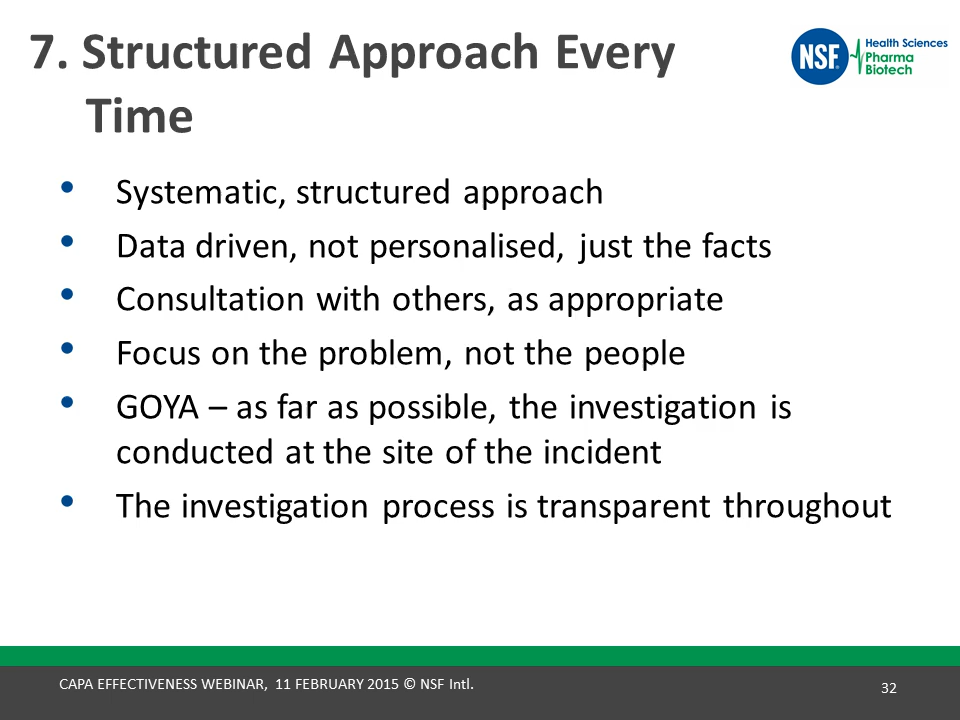 7. Structured Approach Every
Time
NSF
Health Sciences
Pharma
Biotech
• Systematic, structured approach
• Data driven, not personalised, just the facts
• Consultation with others, as appropriate
• Focus on the problem, not the people
• GOYA – as far as possible, the investigation is
conducted at the site of the incident
• The investigation process is transparent throughout
CAPA EFFECTIVENESS WEBINAR, 11 FEBRUARY 2015 © NSF Intl.
32